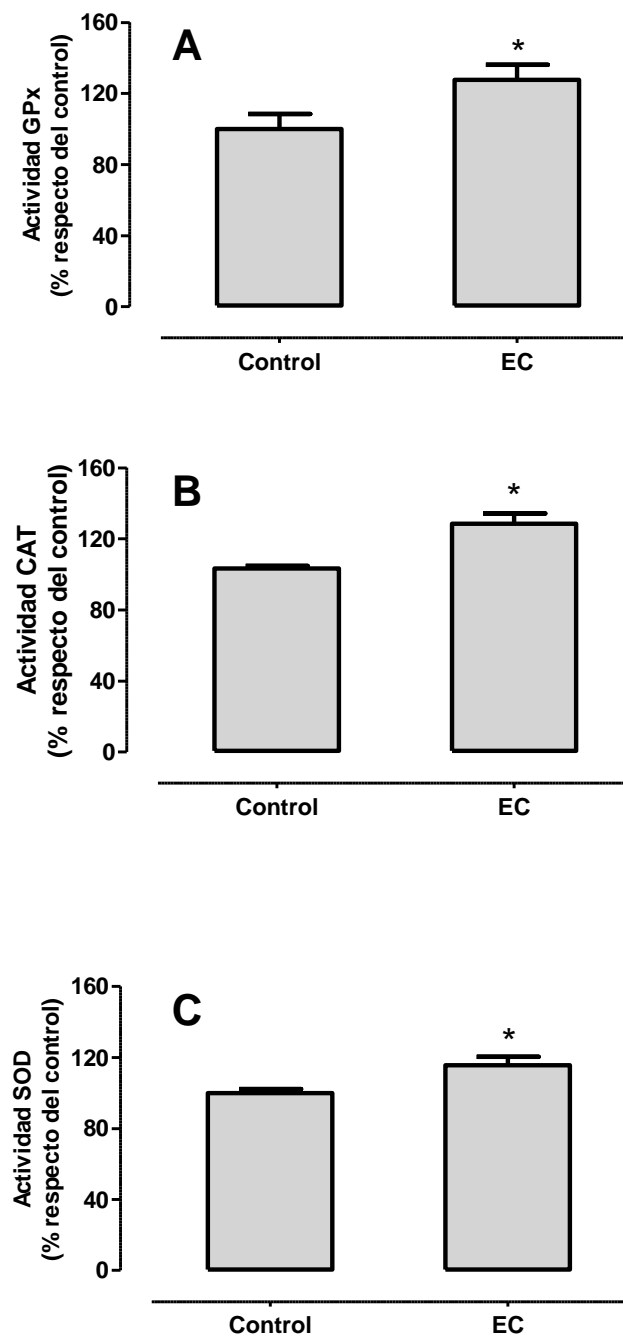 A
Actividad GPx
(% respecto del control)
160
120
80
40
0
*
Control EC
B
Actividad CAT
(% respecto del control)
160
120
80
40
0
*
Control EC
C
Actividad SOD
(% respecto del control)
160
120
80
40
0
*
Control EC